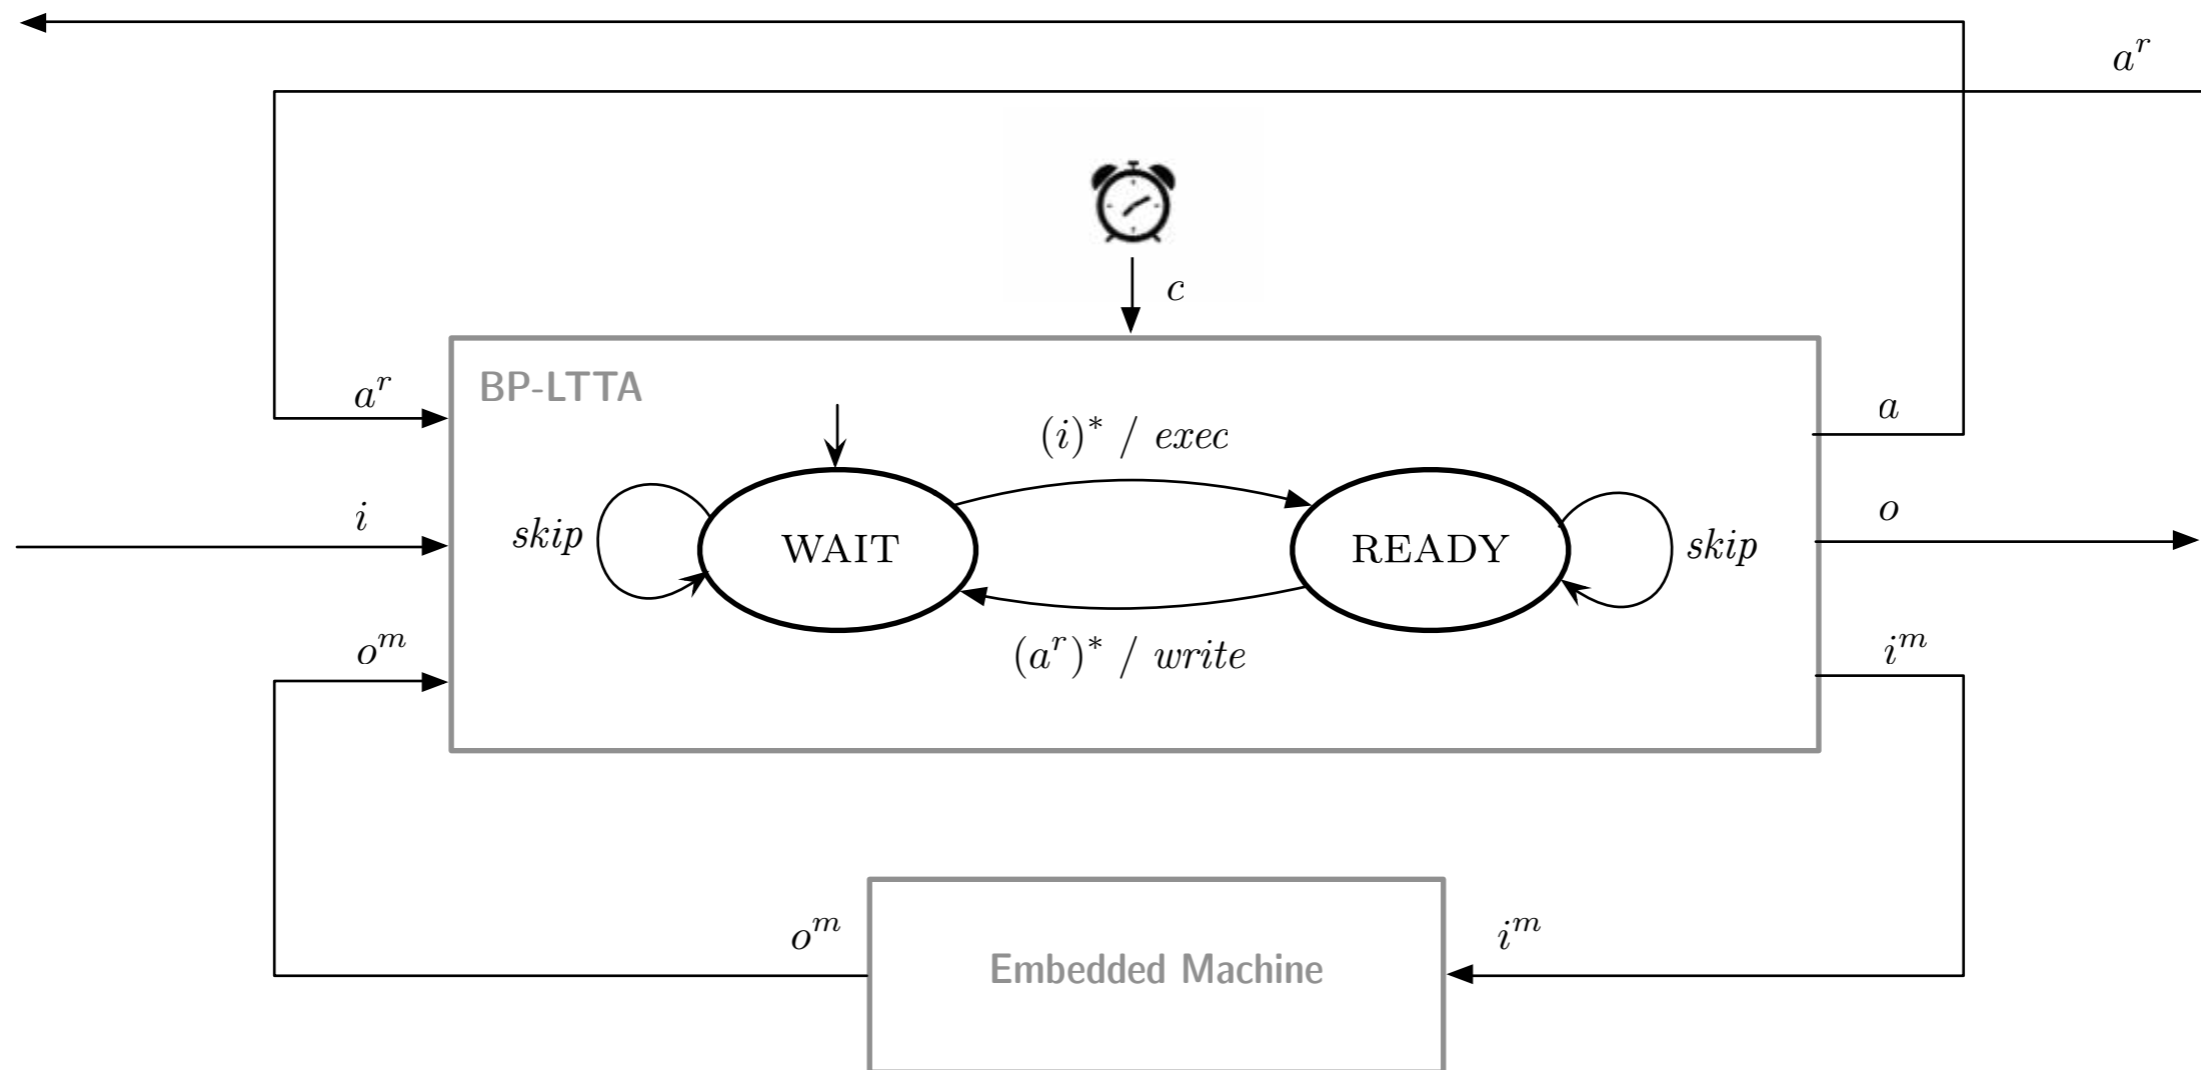 a^r
c
BP-LTTA
a^r
a
(i)* / exec
i
o
skip
WAIT
READY
skip
o^m
(a^r)* / write
i^m
o^m
i^m
Embedded Machine